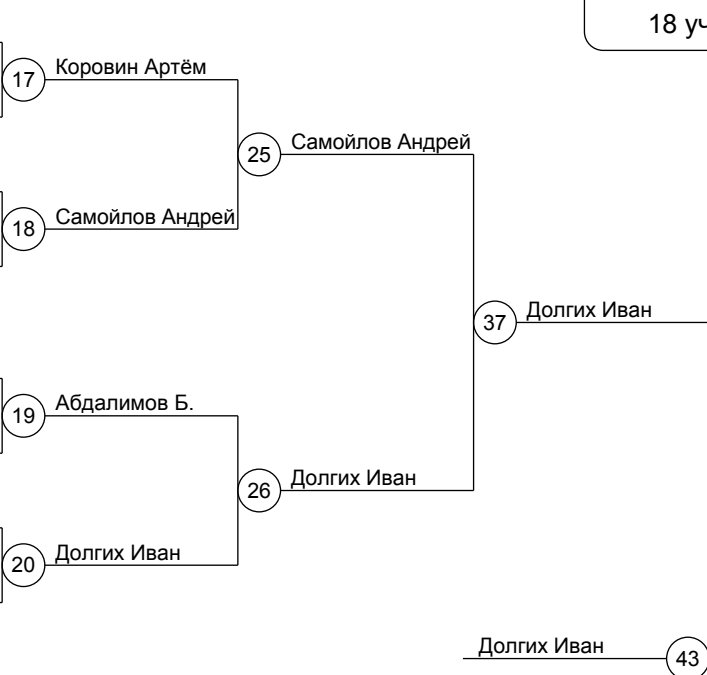 18 уч
17 Коровин Артём
25 Самойлов Андрей
18 Самойлов Андрей
37 Долгих Иван
19 Абдалимов Б.
26 Долгих Иван
20 Долгих Иван
Долгих Иван 43